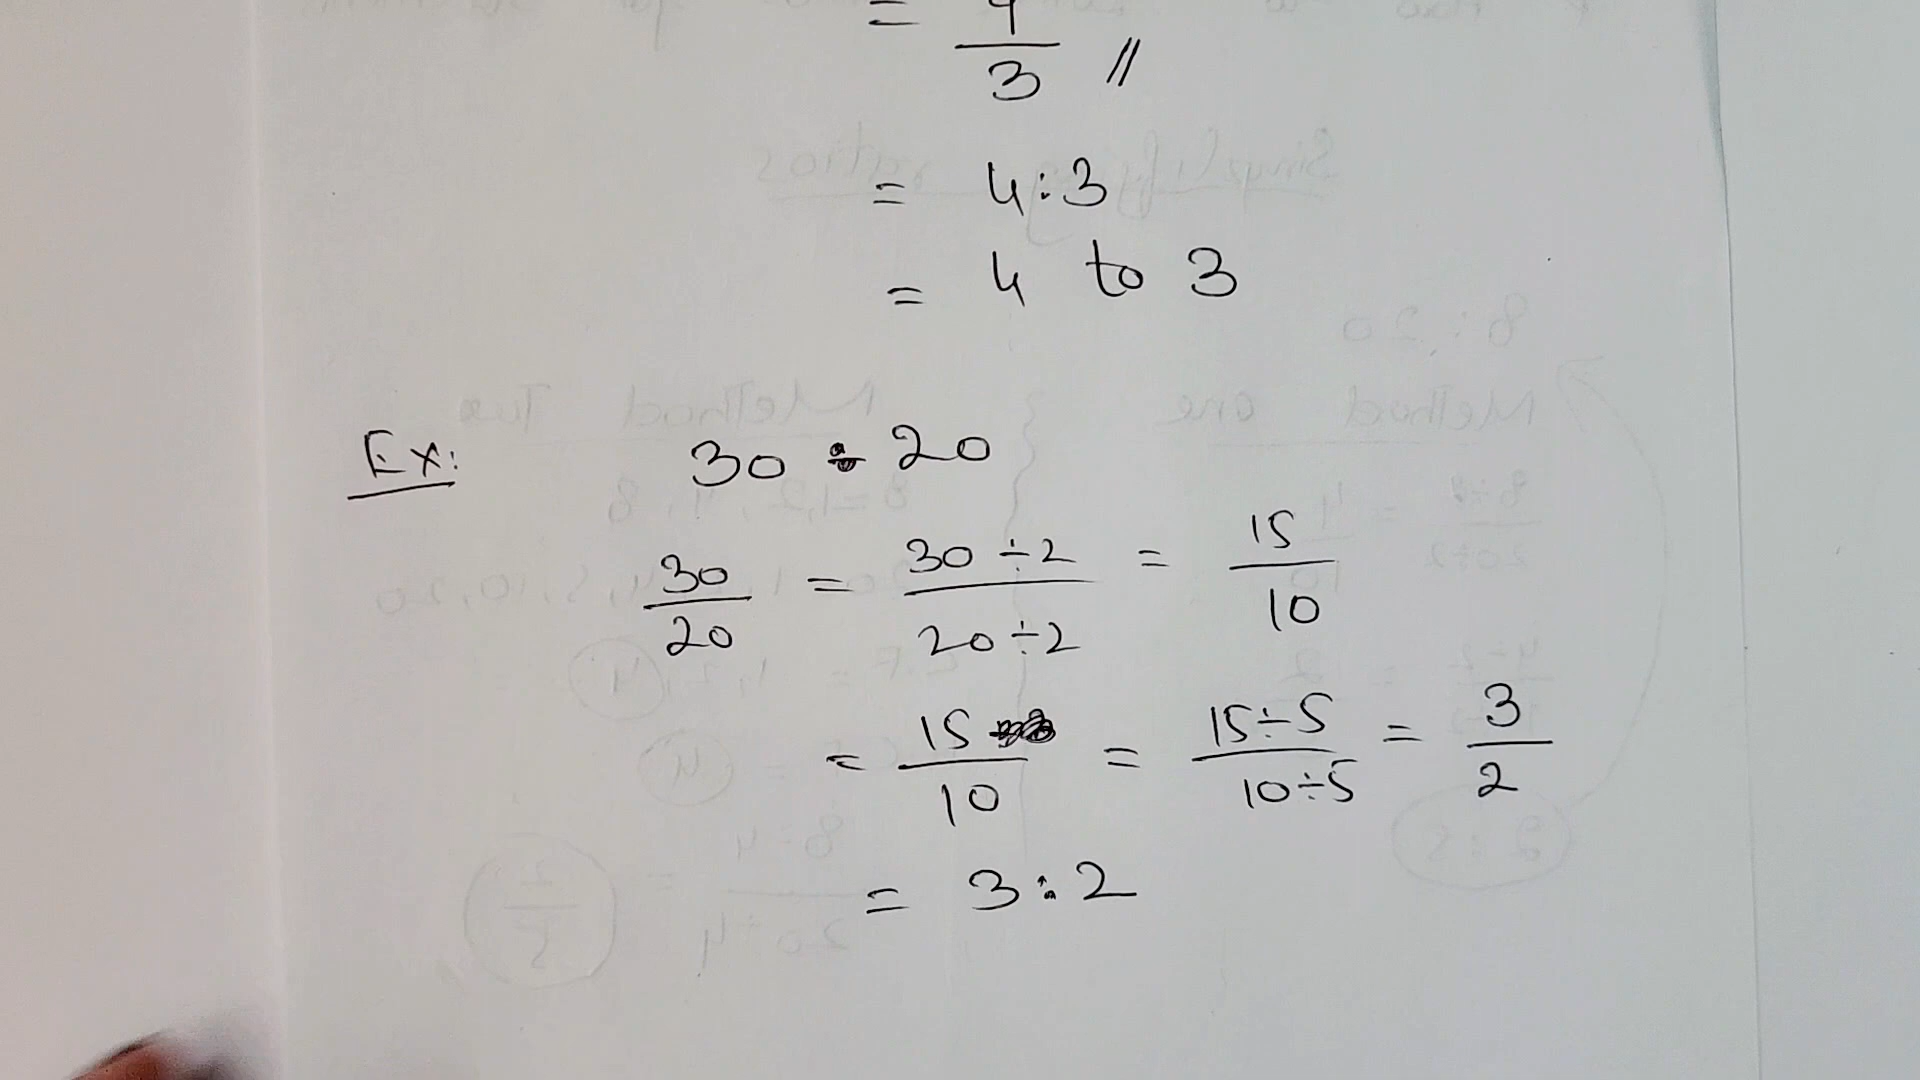 = 4/3 //
= 4:3
= 4 to 3
Ex: 30 : 20
30/20 = 30÷2/20÷2 = 15/10
= 15/10 = 15÷5/10÷5 = 3/2
= 3:2